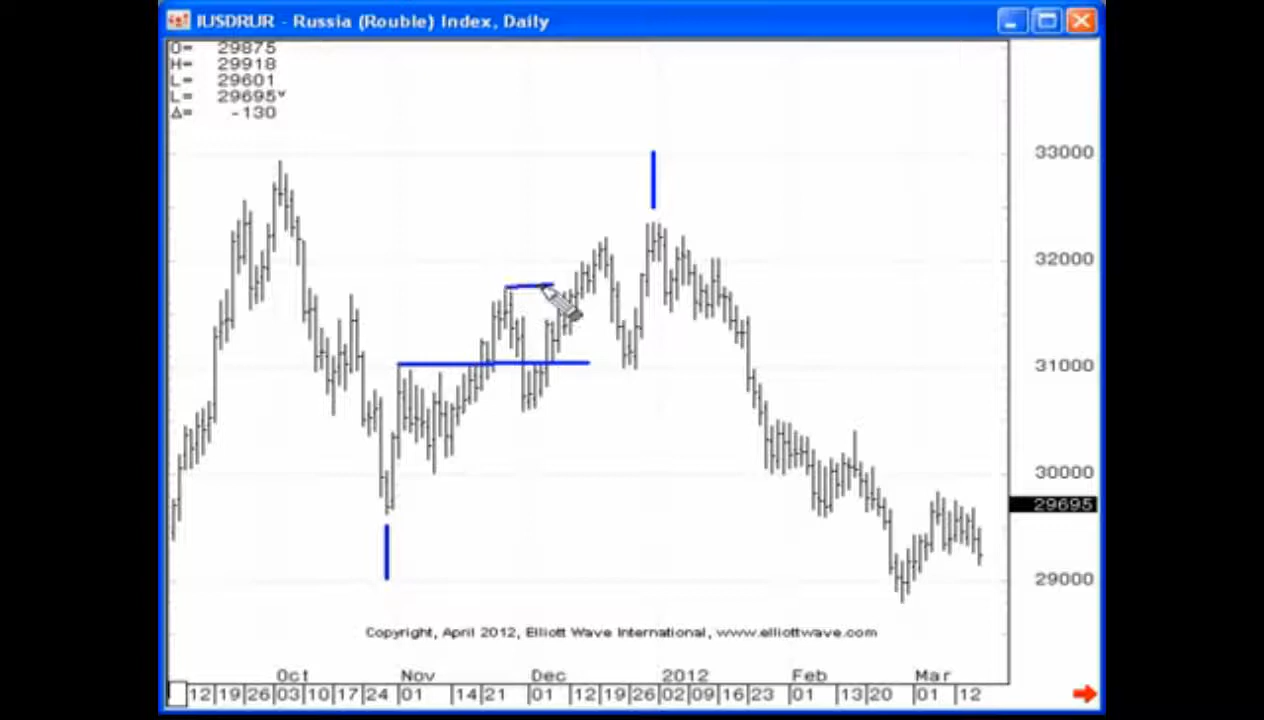 IUSDRUR - Russia (Rouble) Index, Daily
O= 29875
H= 29918
L= 29601
L= 29695v
Δ= -130
33000
32000
31000
30000
29695
29000
Copyright, April 2012, Elliott Wave International, www.elliottwave.com
Oct Nov Dec 2012 Feb Mar
12 19 26 03 10 17 24 01 14 21 01 12 19 26 02 09 16 23 01 13 20 01 12